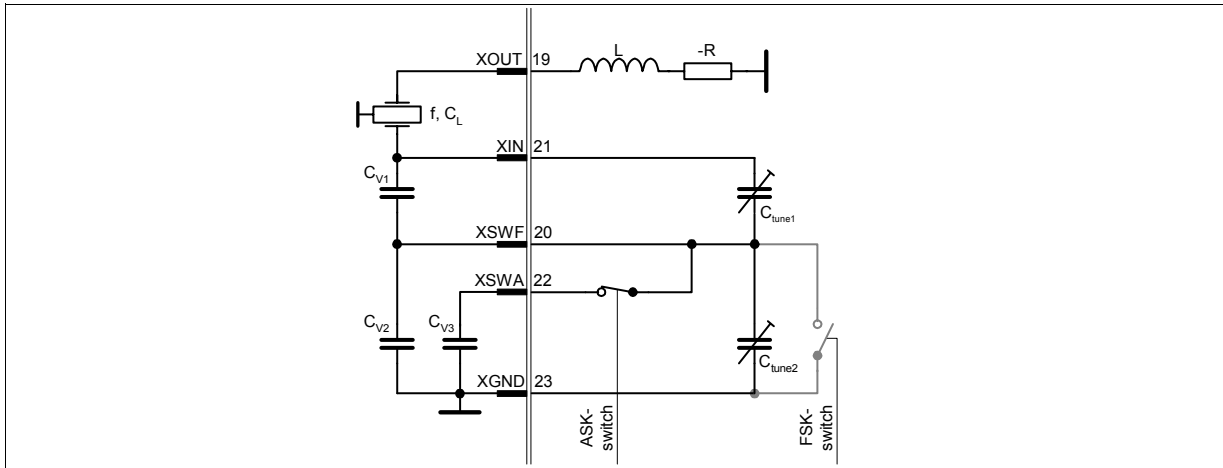 XOUT 19 L -R
f, CL
XIN 21
CV1
Ctune1
XSWF 20
XSWA 22
CV2 CV3
Ctune2
XGND 23
ASK-
switch
FSK-
switch